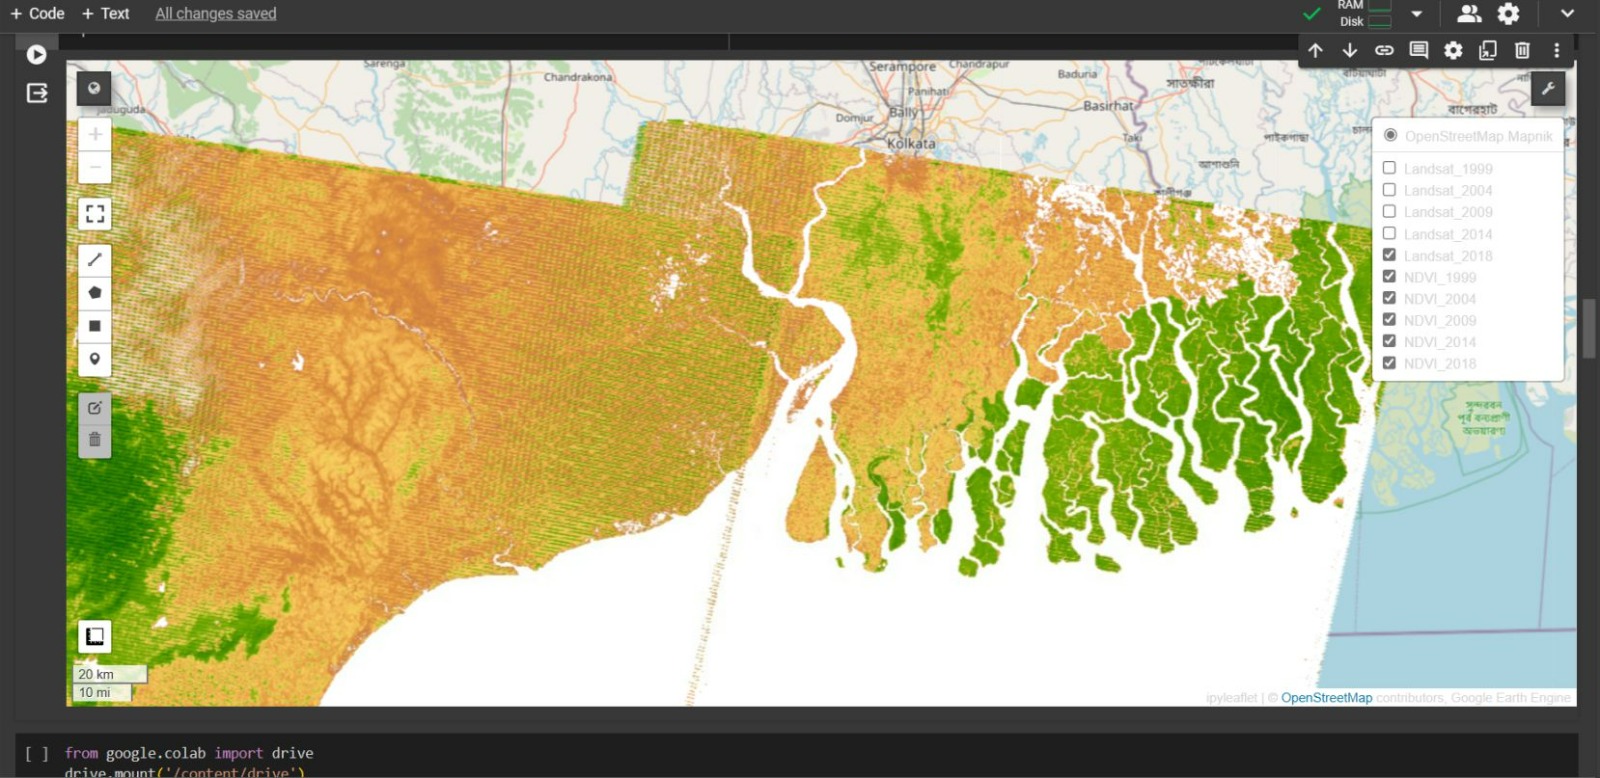 + Code + Text All changes saved
RAM
Disk
Sarenga
Chandrakona
Serampore
Chandrapur
Baduria
সাতক্ষীরা
Jaduguda
Panihati
Domjur
Bally
Basirhat
বাগেরহাট
Kolkata
Taki
পাইকগাছা
আশাশুনি
OpenStreetMap.Mapnik
Landsat_1999
Landsat_2004
Landsat_2009
Landsat_2014
Landsat_2018
NDVI_1999
NDVI_2004
NDVI_2009
NDVI_2014
NDVI_2018
সুন্দরবন
পূর্ব বন্যপ্রাণী
অভয়ারণ্য
20 km
10 mi
ipyleaflet | © OpenStreetMap contributors, Google Earth Engine
[ ] from google.colab import drive
drive.mount('/content/drive')